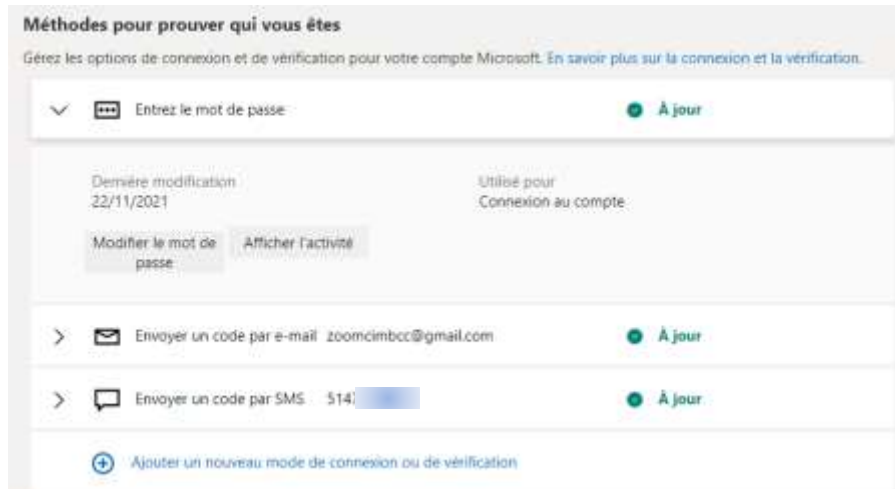 Méthodes pour prouver qui vous êtes
Gérez les options de connexion et de vérification pour votre compte Microsoft. En savoir plus sur la connexion et la vérification.
Entrez le mot de passe À jour
Dernière modification Utilisé pour
22/11/2021 Connexion au compte
Modifier le mot de passe Afficher l'activité
Envoyer un code par e-mail zoomcimbcc@gmail.com À jour
Envoyer un code par SMS 514 À jour
Ajouter un nouveau mode de connexion ou de vérification